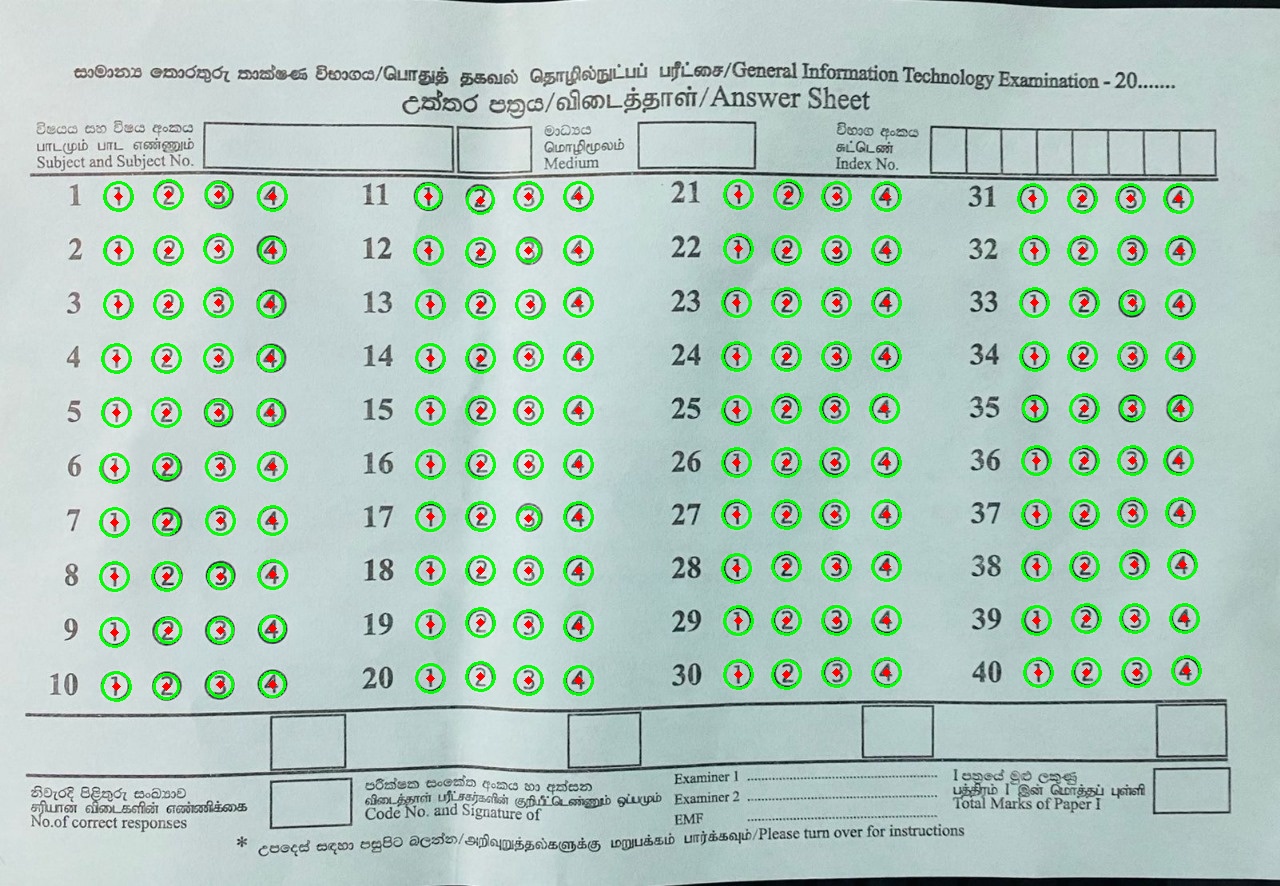 සාමාන්‍ය තොරතුරු තාක්ෂණ විභාගය/பொதுத் தகவல் தொழில்நுட்பப் பரீட்சை/General Information Technology Examination - 20.......
උත්තර පත්‍රය/விடைத்தாள்/Answer Sheet
විෂයය සහ විෂය අංකය
பாடமும் பாட எண்ணும்
Subject and Subject No.
මාධ්‍යය
மொழிமூலம்
Medium
විභාග අංකය
சுட்டெண்
Index No.
1 1 2 3 4 11 1 2 3 4 21 1 2 3 4 31 1 2 3 4
2 1 2 3 4 12 1 2 3 4 22 1 2 3 4 32 1 2 3 4
3 1 2 3 4 13 1 2 3 4 23 1 2 3 4 33 1 2 3 4
4 1 2 3 4 14 1 2 3 4 24 1 2 3 4 34 1 2 3 4
5 1 2 3 4 15 1 2 3 4 25 1 2 3 4 35 1 2 3 4
6 1 2 3 4 16 1 2 3 4 26 1 2 3 4 36 1 2 3 4
7 1 2 3 4 17 1 2 3 4 27 1 2 3 4 37 1 2 3 4
8 1 2 3 4 18 1 2 3 4 28 1 2 3 4 38 1 2 3 4
9 1 2 3 4 19 1 2 3 4 29 1 2 3 4 39 1 2 3 4
10 1 2 3 4 20 1 2 3 4 30 1 2 3 4 40 1 2 3 4
නිවැරදි පිළිතුරු සංඛ්‍යාව
சரியான விடைகளின் எண்ணிக்கை
No.of correct responses
පරීක්ෂක සංකේත අංකය හා අත්සන
விடைத்தாள் பரீட்சகர்களின் குறியீட்டெண்ணும் ஒப்பமும்
Code No. and Signature of
Examiner 1 ..........................................
Examiner 2 ..........................................
EMF ..........................................
I පත්‍රයේ මුළු ලකුණු
பத்திரம் I இன் மொத்தப் புள்ளி
Total Marks of Paper I
* උපදෙස් සඳහා පසුපිට බලන්න/அறிவுறுத்தல்களுக்கு மறுபக்கம் பார்க்கவும்/Please turn over for instructions